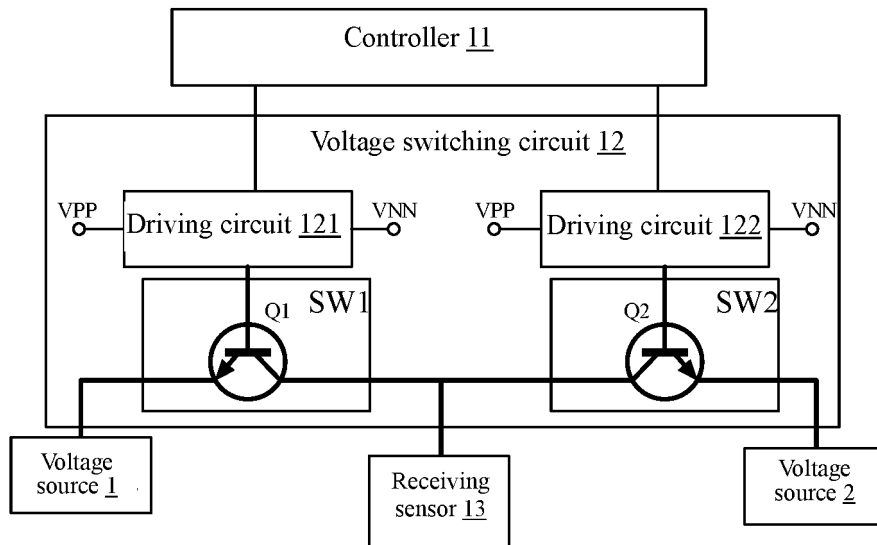 Controller 11
Voltage switching circuit 12
VPP
Driving circuit 121
VNN
VPP
Driving circuit 122
VNN
Q1
SW1
Q2
SW2
Voltage
source 1
Receiving
sensor 13
Voltage
source 2